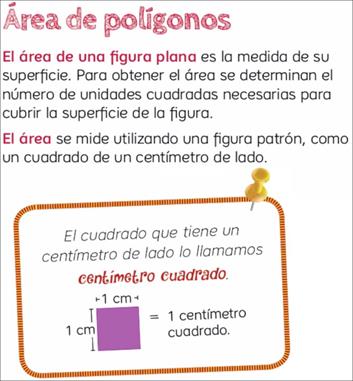 Área de polígonos
El área de una figura plana es la medida de su
superficie. Para obtener el área se determinan el
número de unidades cuadradas necesarias para
cubrir la superficie de la figura.
El área se mide utilizando una figura patrón, como
un cuadrado de un centímetro de lado.
El cuadrado que tiene un
centímetro de lado lo llamamos
centímetro cuadrado.
1 cm
1 cm
= 1 centímetro
cuadrado.